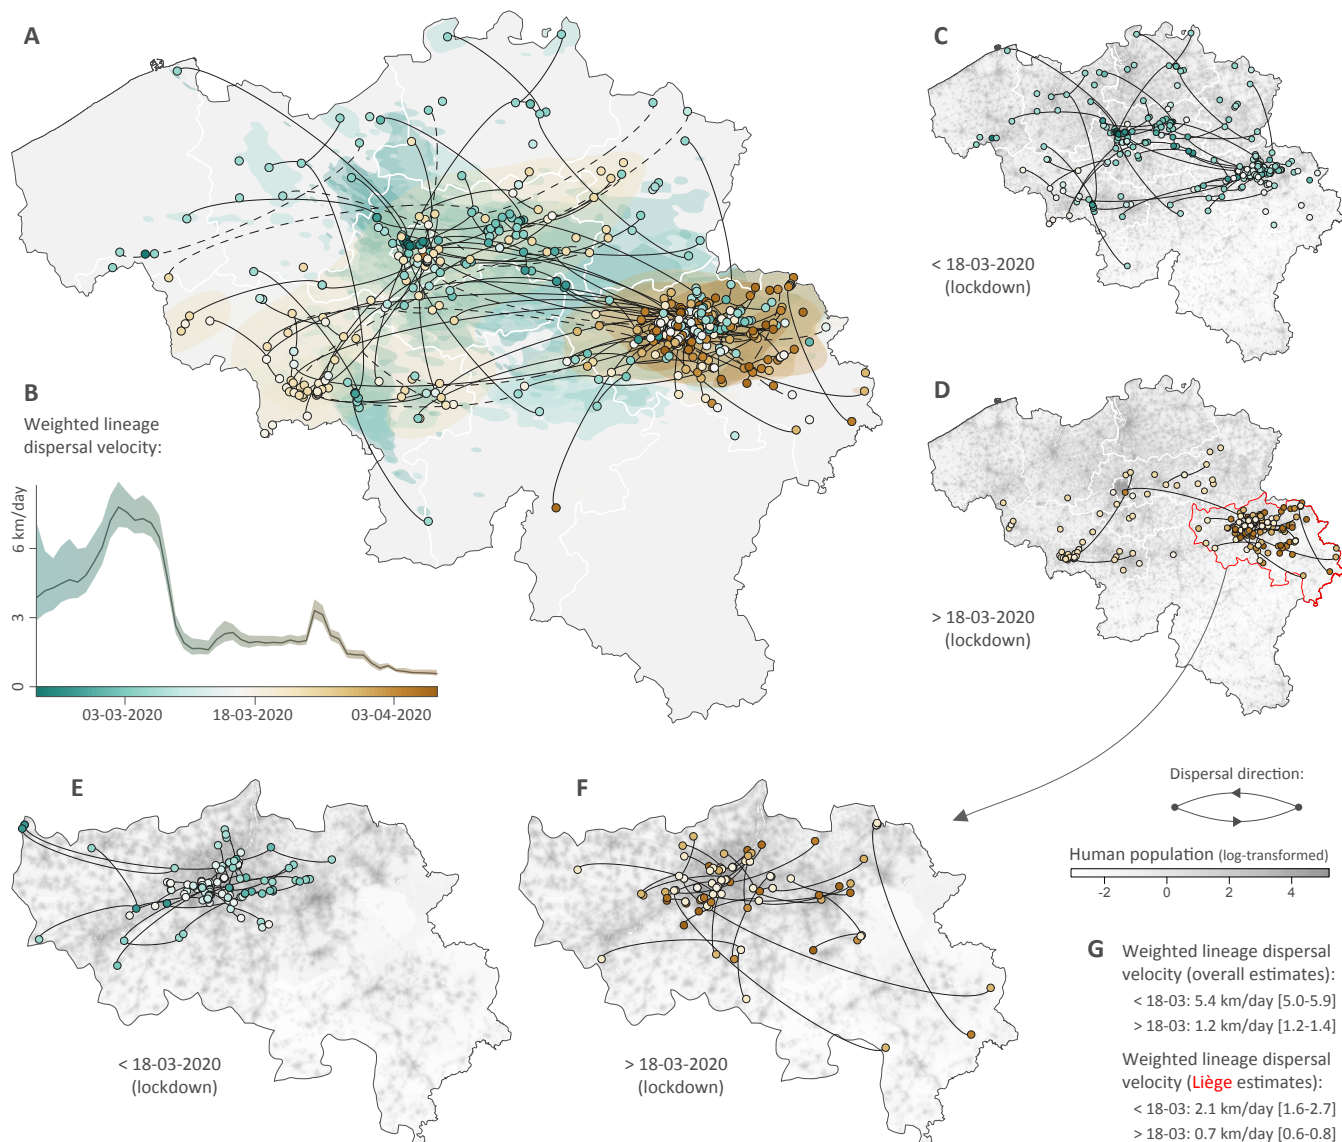 A
B
Weighted lineage
dispersal velocity:
6 km/day
3
0
03-03-2020
18-03-2020
03-04-2020
C
< 18-03-2020
(lockdown)
D
> 18-03-2020
(lockdown)
E
< 18-03-2020
(lockdown)
F
> 18-03-2020
(lockdown)
Dispersal direction:
Human population (log-transformed)
-2 0 2 4
G
Weighted lineage dispersal
velocity (overall estimates):
< 18-03: 5.4 km/day [5.0-5.9]
> 18-03: 1.2 km/day [1.2-1.4]
Weighted lineage dispersal
velocity (Liège estimates):
< 18-03: 2.1 km/day [1.6-2.7]
> 18-03: 0.7 km/day [0.6-0.8]